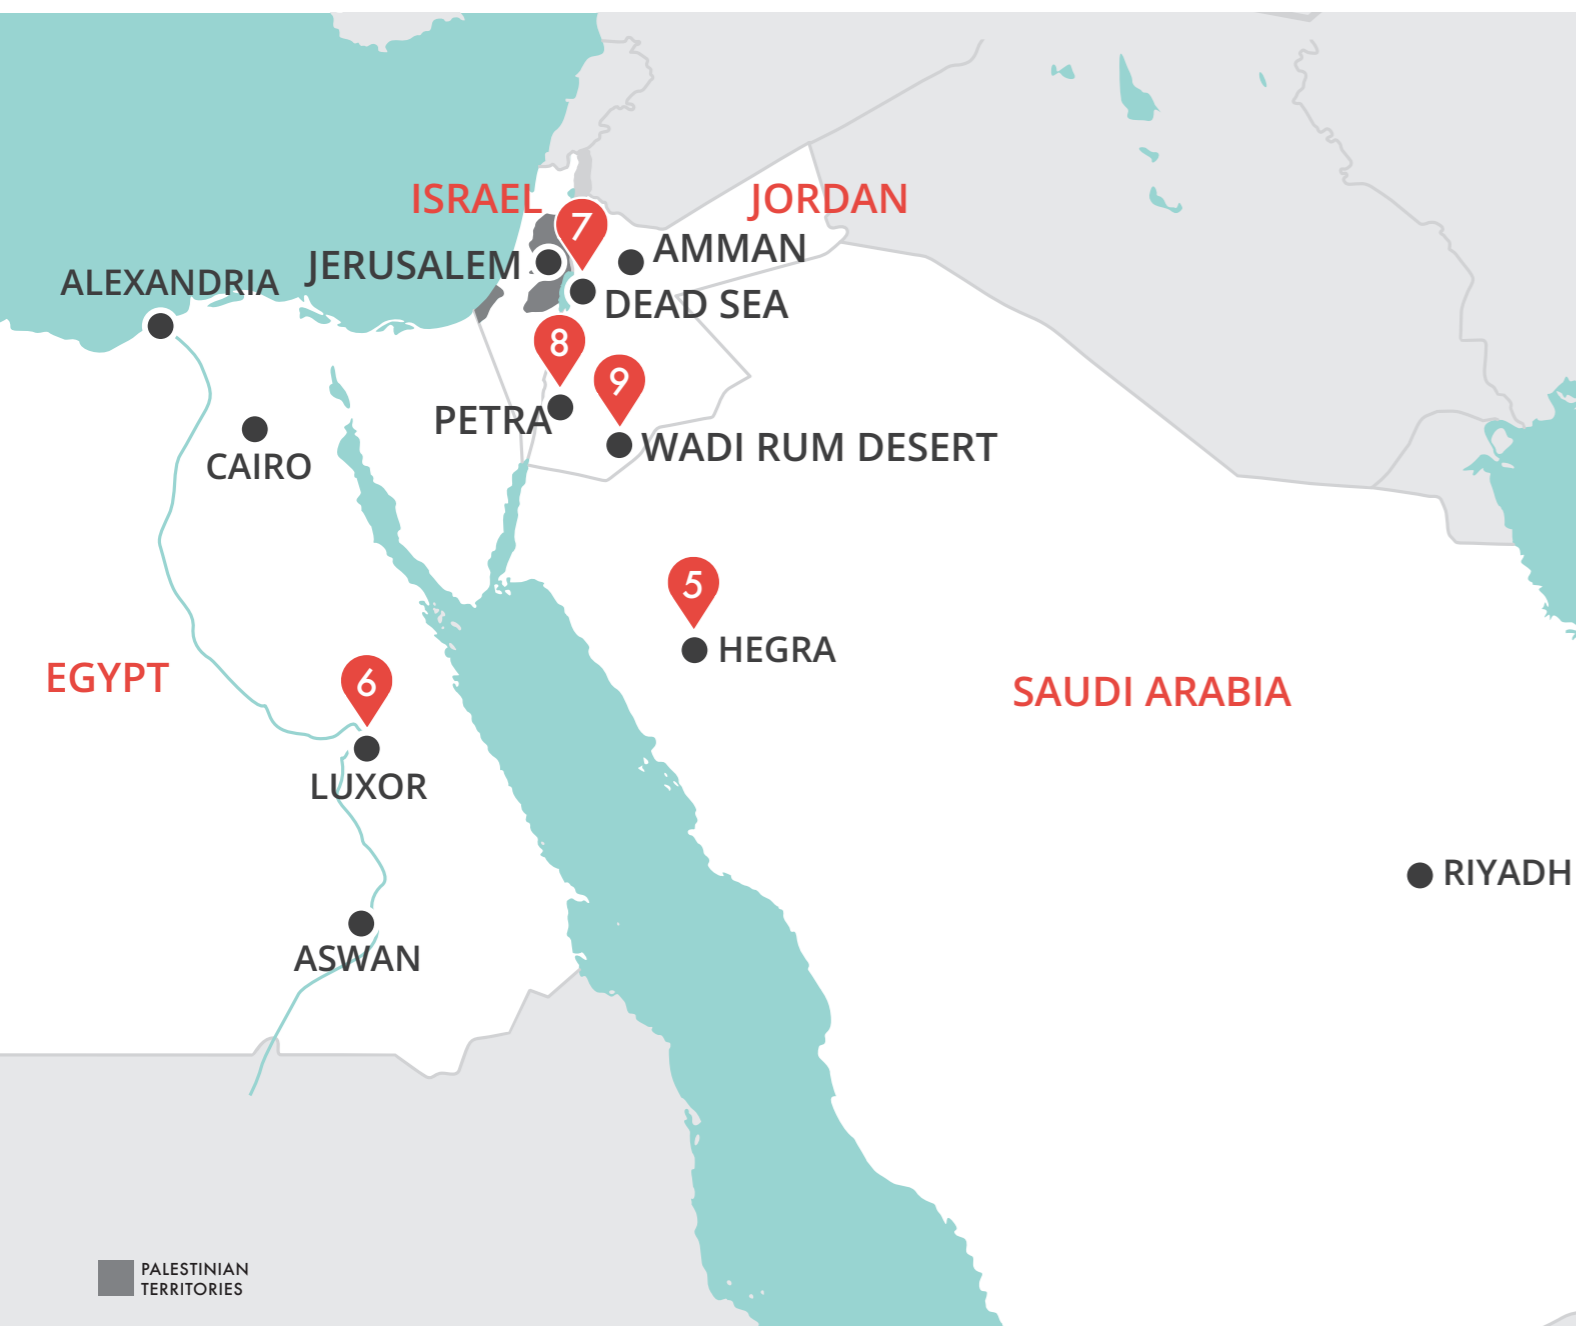 ISRAEL
7
JORDAN
JERUSALEM
AMMAN
ALEXANDRIA
DEAD SEA
8
9
PETRA
WADI RUM DESERT
CAIRO
5
HEGRA
EGYPT
6
SAUDI ARABIA
LUXOR
RIYADH
ASWAN
PALESTINIAN
TERRITORIES